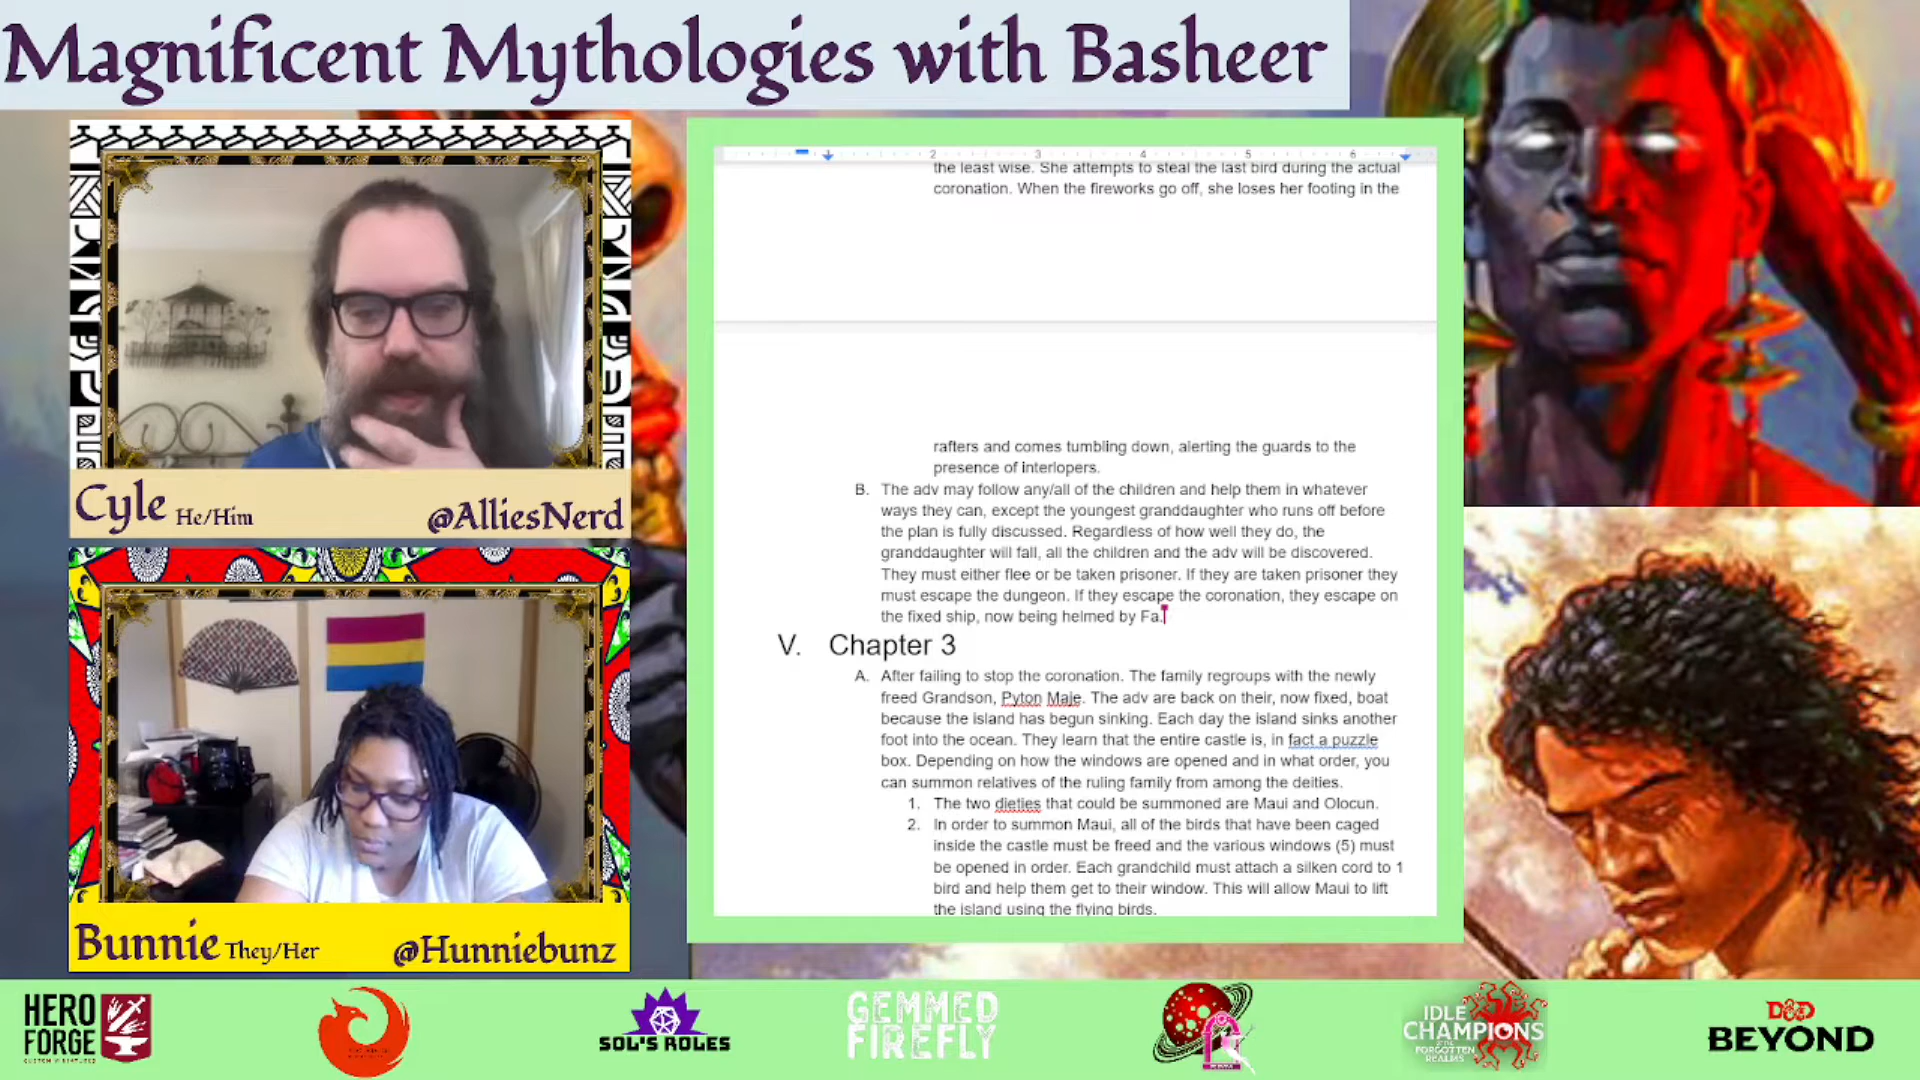 Magnificent Mythologies with Basheer
Cyle He/Him @AlliesNerd
Bunnie They/Her @Hunniebunz
1 2 3 4 5 6
the least wise. She attempts to steal the last bird during the actual
coronation. When the fireworks go off, she loses her footing in the
rafters and comes tumbling down, alerting the guards to the
presence of interlopers.
B. The adv may follow any/all of the children and help them in whatever
ways they can, except the youngest granddaughter who runs off before
the plan is fully discussed. Regardless of how well they do, the
granddaughter will fall, all the children and the adv will be discovered.
They must either flee or be taken prisoner. If they are taken prisoner they
must escape the dungeon. If they escape the coronation, they escape on
the fixed ship, now being helmed by Fa.
V. Chapter 3
A. After failing to stop the coronation. The family regroups with the newly
freed Grandson, Pyton Maje. The adv are back on their, now fixed, boat
because the island has begun sinking. Each day the island sinks another
foot into the ocean. They learn that the entire castle is, in fact a puzzle
box. Depending on how the windows are opened and in what order, you
can summon relatives of the ruling family from among the deities.
1. The two dieties that could be summoned are Maui and Olocun.
2. In order to summon Maui, all of the birds that have been caged
inside the castle must be freed and the various windows (5) must
be opened in order. Each grandchild must attach a silken cord to 1
bird and help them get to their window. This will allow Maui to lift
the island using the flying birds.
HERO
FORGE
SOL'S ROLES
GEMMED
FIREFLY
IDLE
CHAMPIONS
OF THE
FORGOTTEN
REALMS
D&D
BEYOND